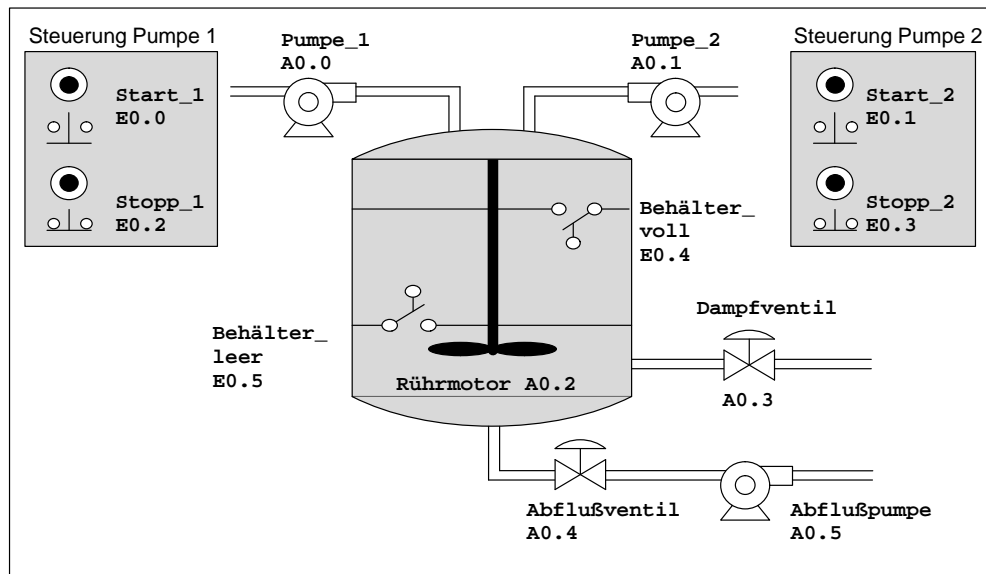 Steuerung Pumpe 1
Start_1
E0.0
Stopp_1
E0.2
Pumpe_1
A0.0
Pumpe_2
A0.1
Steuerung Pumpe 2
Start_2
E0.1
Stopp_2
E0.3
Behälter_
voll
E0.4
Behälter_
leer
E0.5
Rührmotor A0.2
Dampfventil
A0.3
Abflußventil
A0.4
Abflußpumpe
A0.5